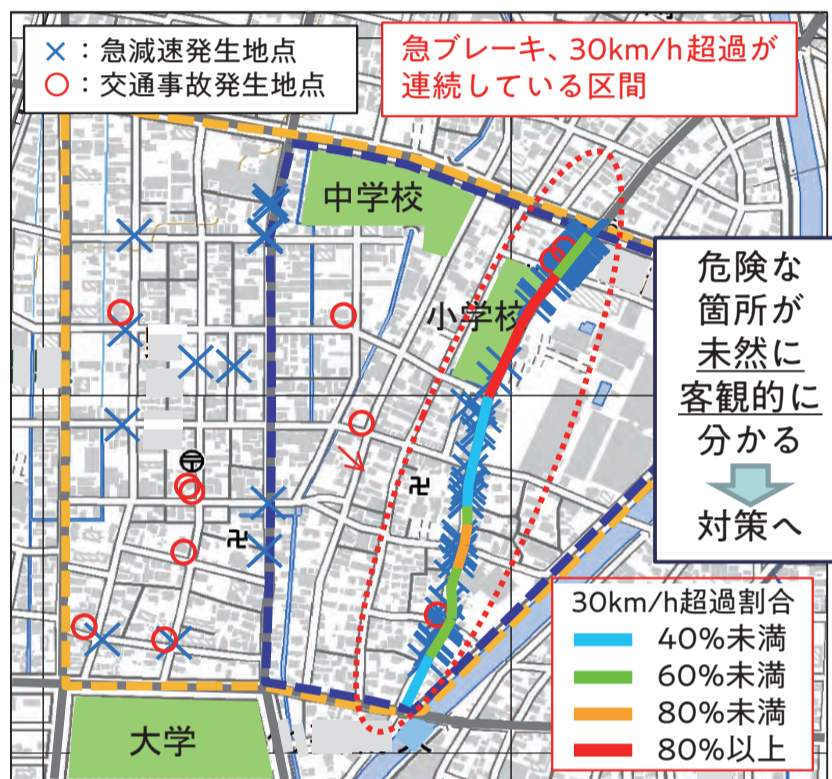 ×：急減速発生地点
○：交通事故発生地点
急ブレーキ、30km/h超過が
連続している区間
中学校
小学校
危険な
箇所が
未然に
客観的に
分かる
対策へ
卍
卍
30km/h超過割合
40%未満
60%未満
80%未満
80%以上
大学